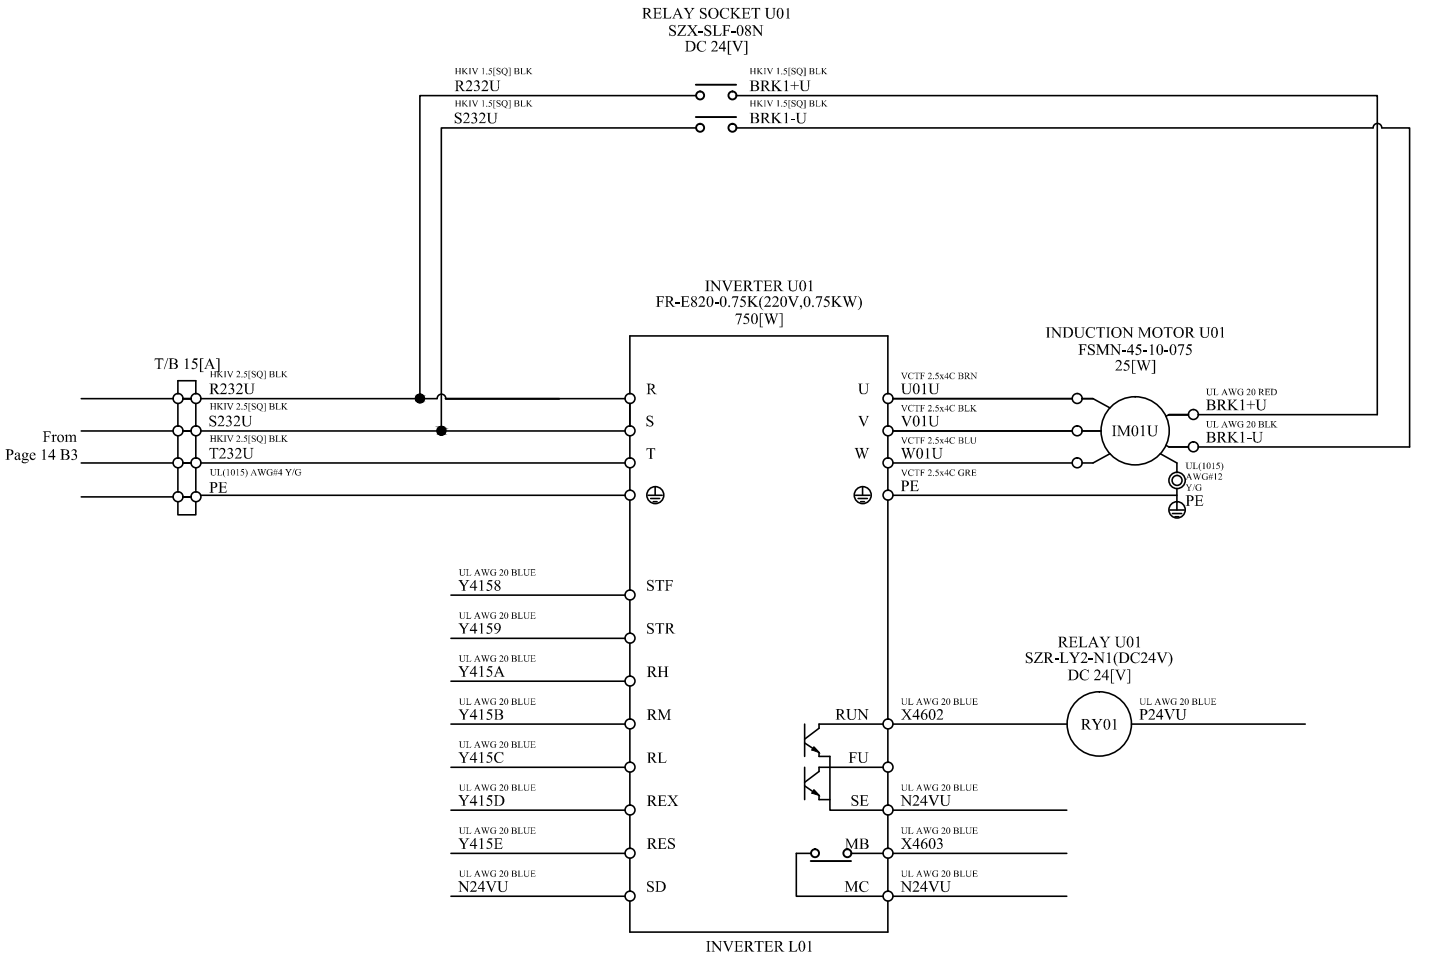 RELAY SOCKET U01
SZX-SLF-08N
DC 24[V]
HKIV 1.5[SQ] BLK
R232U
HKIV 1.5[SQ] BLK
BRK1+U
HKIV 1.5[SQ] BLK
S232U
HKIV 1.5[SQ] BLK
BRK1-U
INVERTER U01
FR-E820-0.75K(220V,0.75KW)
750[W]
INDUCTION MOTOR U01
FSMN-45-10-075
25[W]
T/B 15[A]
HKIV 2.5[SQ] BLK
R232U
HKIV 2.5[SQ] BLK
S232U
HKIV 2.5[SQ] BLK
T232U
UL(1015) AWG#4 Y/G
PE
From
Page 14 B3
R
S
T
U
V
W
VCTF 2.5x4C BRN
U01U
VCTF 2.5x4C BLK
V01U
VCTF 2.5x4C BLU
W01U
VCTF 2.5x4C GRE
PE
IM01U
UL AWG 20 RED
BRK1+U
UL AWG 20 BLK
BRK1-U
UL(1015)
AWG#12
Y/G
PE
UL AWG 20 BLUE
Y4158
STF
UL AWG 20 BLUE
Y4159
STR
UL AWG 20 BLUE
Y415A
RH
UL AWG 20 BLUE
Y415B
RM
UL AWG 20 BLUE
Y415C
RL
UL AWG 20 BLUE
Y415D
REX
UL AWG 20 BLUE
Y415E
RES
UL AWG 20 BLUE
N24VU
SD
RELAY U01
SZR-LY2-N1(DC24V)
DC 24[V]
RUN
UL AWG 20 BLUE
X4602
RY01
UL AWG 20 BLUE
P24VU
FU
SE
UL AWG 20 BLUE
N24VU
MB
UL AWG 20 BLUE
X4603
MC
UL AWG 20 BLUE
N24VU
INVERTER L01